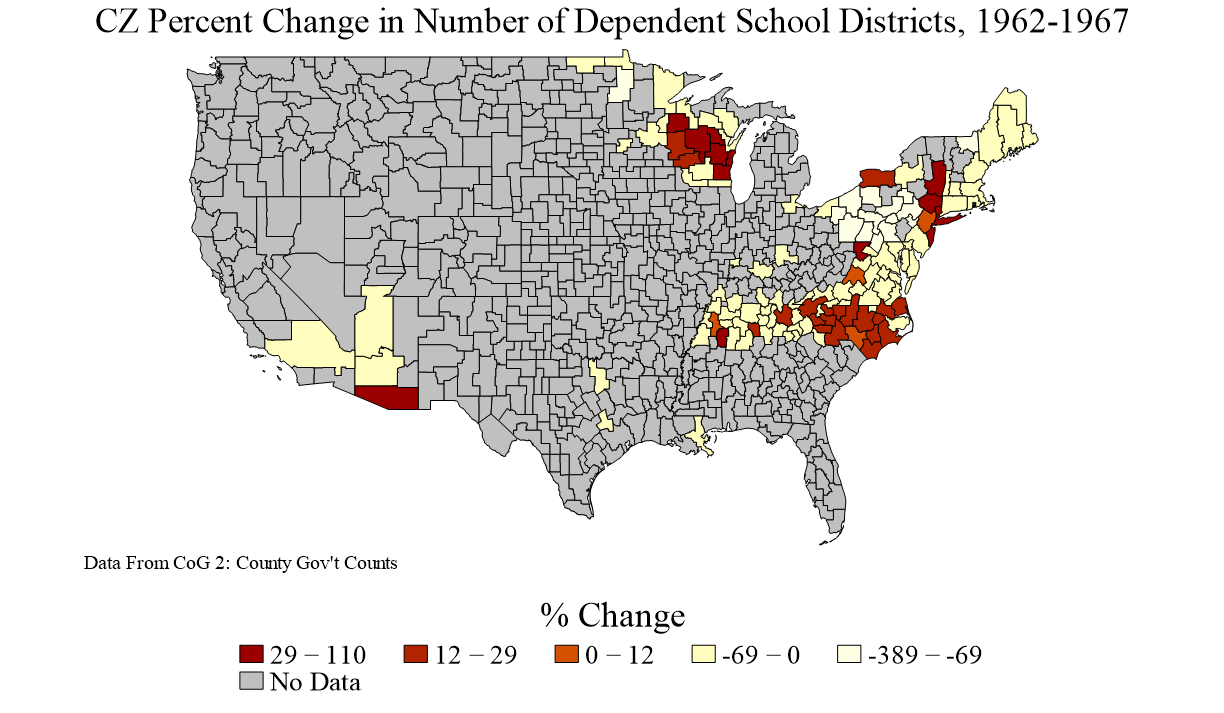 CZ Percent Change in Number of Dependent School Districts, 1962-1967
Data From CoG 2: County Gov't Counts
% Change
29 − 110 12 − 29 0 − 12 -69 − 0 -389 − -69
No Data